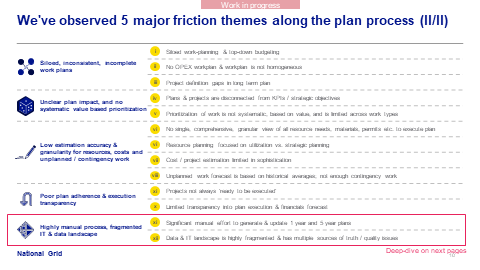 Work in progress
We've observed 5 major friction themes along the plan process (II/II)
Siloed, inconsistent, incomplete
work plans
i Siloed work-planning & top-down budgeting
ii No OPEX workplan & workplan is not homogeneous
iii Project definition gaps in long term plan
Unclear plan impact, and no
systematic value based prioritization
iv Plans & projects are disconnected from KPIs / strategic objectives
v Prioritization of work is not systematic, based on value, and is limited across work types
Low estimation accuracy &
granularity for resources, costs and
unplanned / contingency work
vi No single, comprehensive, granular view of all resource needs, materials, permits etc. to execute plan
vii Resource planning focused on utilization vs. strategic planning
viii Cost / project estimation limited in sophistication
Unplanned work forecast is based on historical averages, not enough contingency work
Poor plan adherence & execution
transparency
Projects not always 'ready to be executed'
Limited transparency into plan execution & financials forecast
Highly manual process, fragmented
IT & data landscape
Significant manual effort to generate & update 1 year and 5 year plans
Data & IT landscape is highly fragmented & has multiple sources of truth / quality issues
National Grid
Deep-dive on next pages